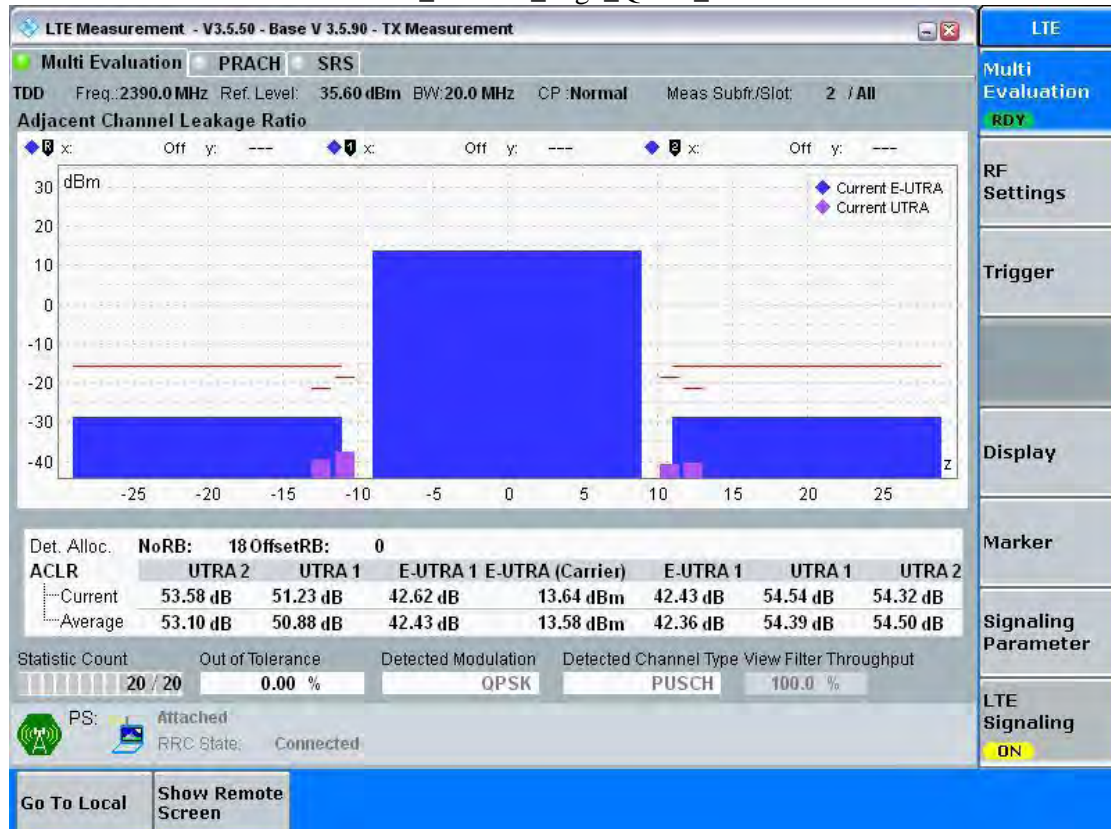 LTE Measurement - V3.5.50 - Base V 3.5.90 - TX Measurement
LTE
Multi Evaluation PRACH SRS
Multi Evaluation
RDY
TDD Freq.:2390.0 MHz Ref. Level: 35.60 dBm BW:20.0 MHz CP :Normal Meas Subfr./Slot: 2 / All
Adjacent Channel Leakage Ratio
R x: Off y: --- 1 x: Off y: --- 2 x: Off y: ---
dBm
Current E-UTRA
Current UTRA
30
20
10
0
-10
-20
-30
-40
z
-25 -20 -15 -10 -5 0 5 10 15 20 25
RF Settings
Trigger
Display
Marker
Signaling Parameter
LTE Signaling
ON
Det. Alloc. NoRB: 18 OffsetRB: 0
ACLR UTRA 2 UTRA 1 E-UTRA 1 E-UTRA (Carrier) E-UTRA 1 UTRA 1 UTRA 2
Current 53.58 dB 51.23 dB 42.62 dB 13.64 dBm 42.43 dB 54.54 dB 54.32 dB
Average 53.10 dB 50.88 dB 42.43 dB 13.58 dBm 42.36 dB 54.39 dB 54.50 dB
Statistic Count Out of Tolerance Detected Modulation Detected Channel Type View Filter Throughput
20 / 20 0.00 % QPSK PUSCH 100.0 %
PS: Attached
RRC State: Connected
Go To Local Show Remote Screen